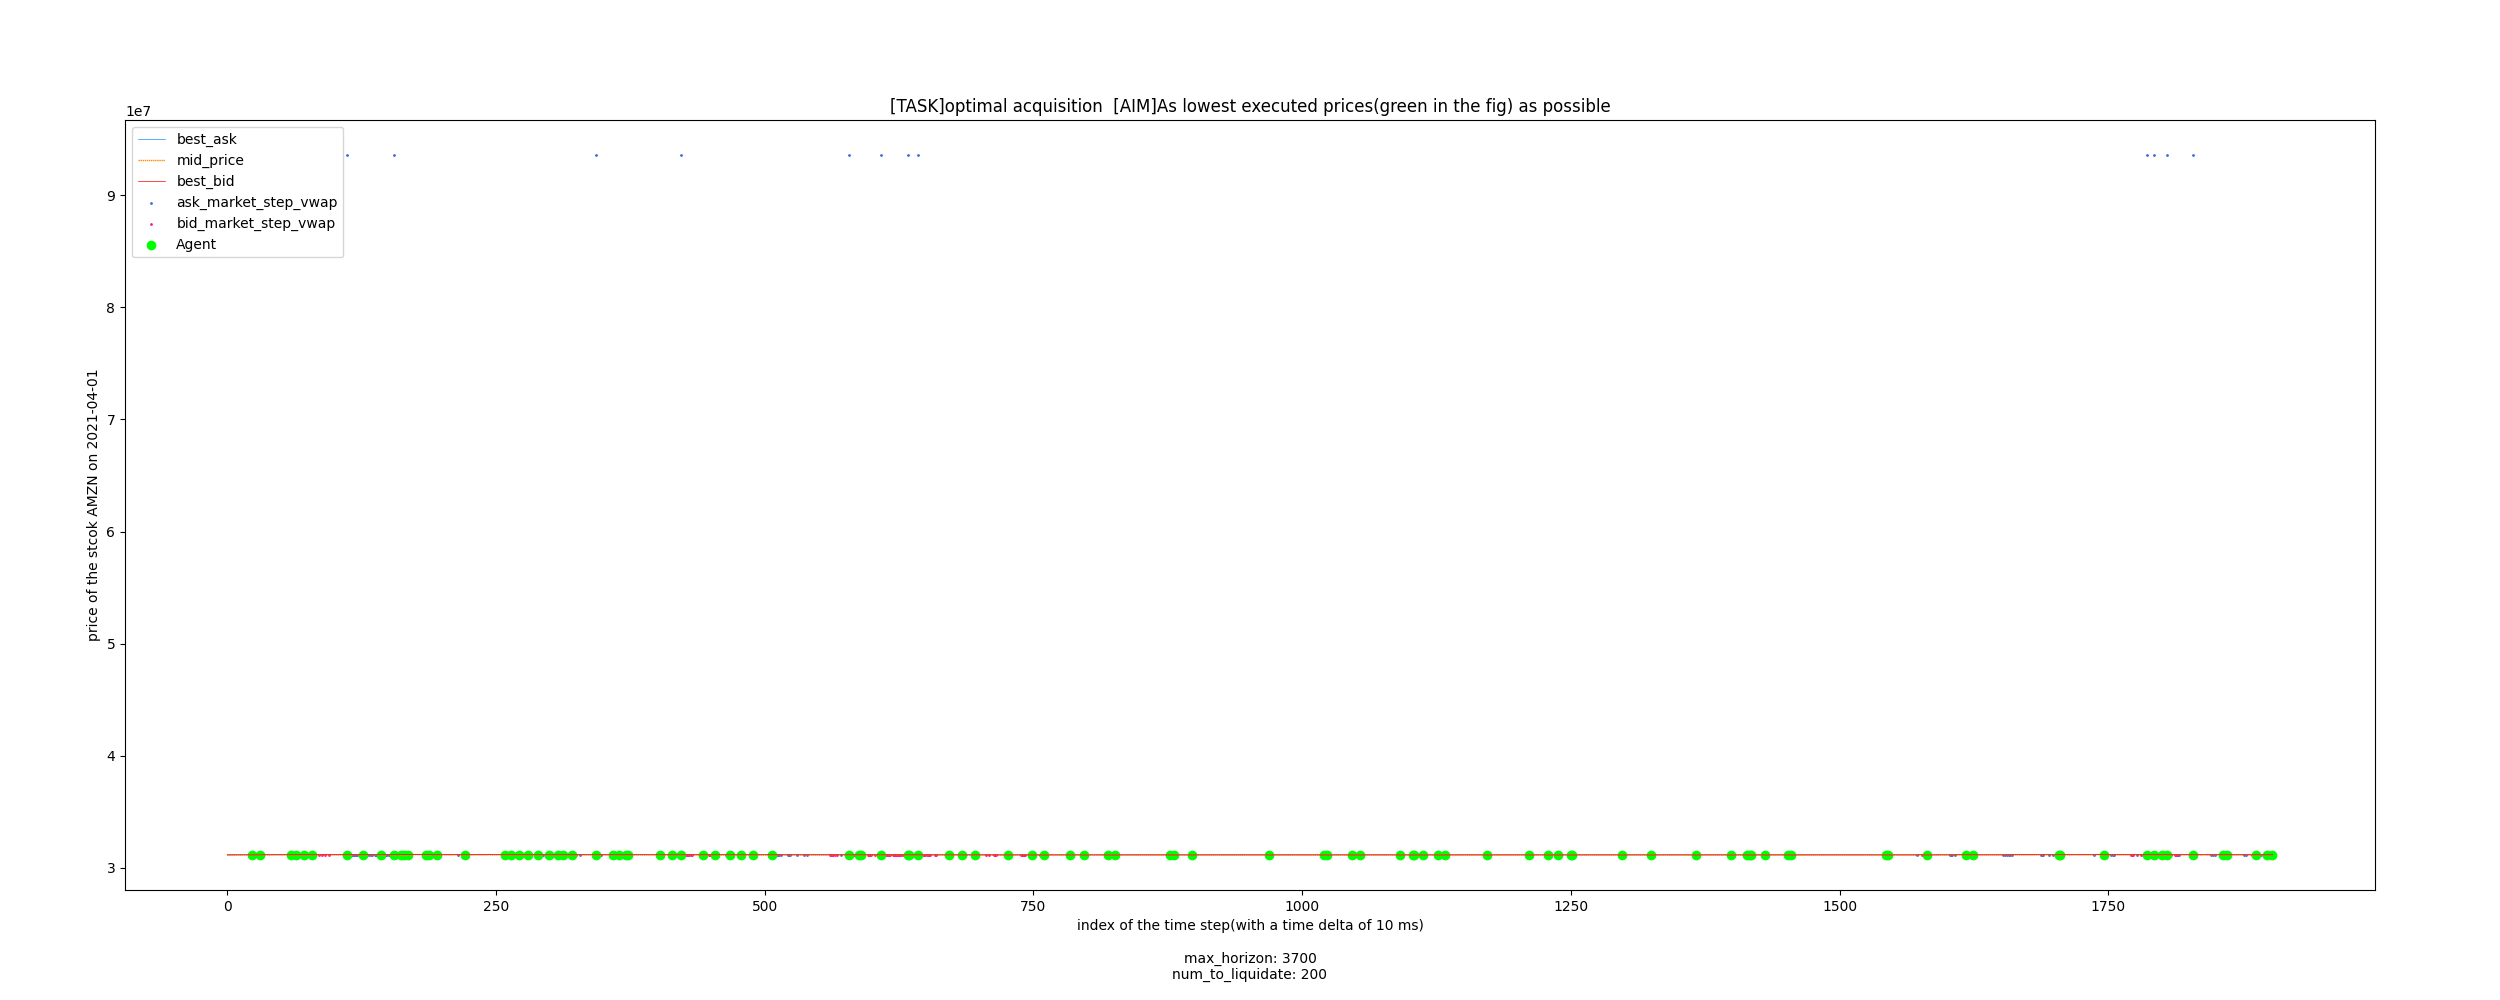 [TASK]optimal acquisition  [AIM]As lowest executed prices(green in the fig) as possible
1e7
best_ask
mid_price
best_bid
ask_market_step_vwap
bid_market_step_vwap
Agent
9
8
7
6
5
4
3
price of the stcok AMZN on 2021-04-01
0 250 500 750 1000 1250 1500 1750
index of the time step(with a time delta of 10 ms)
max_horizon: 3700
num_to_liquidate: 200